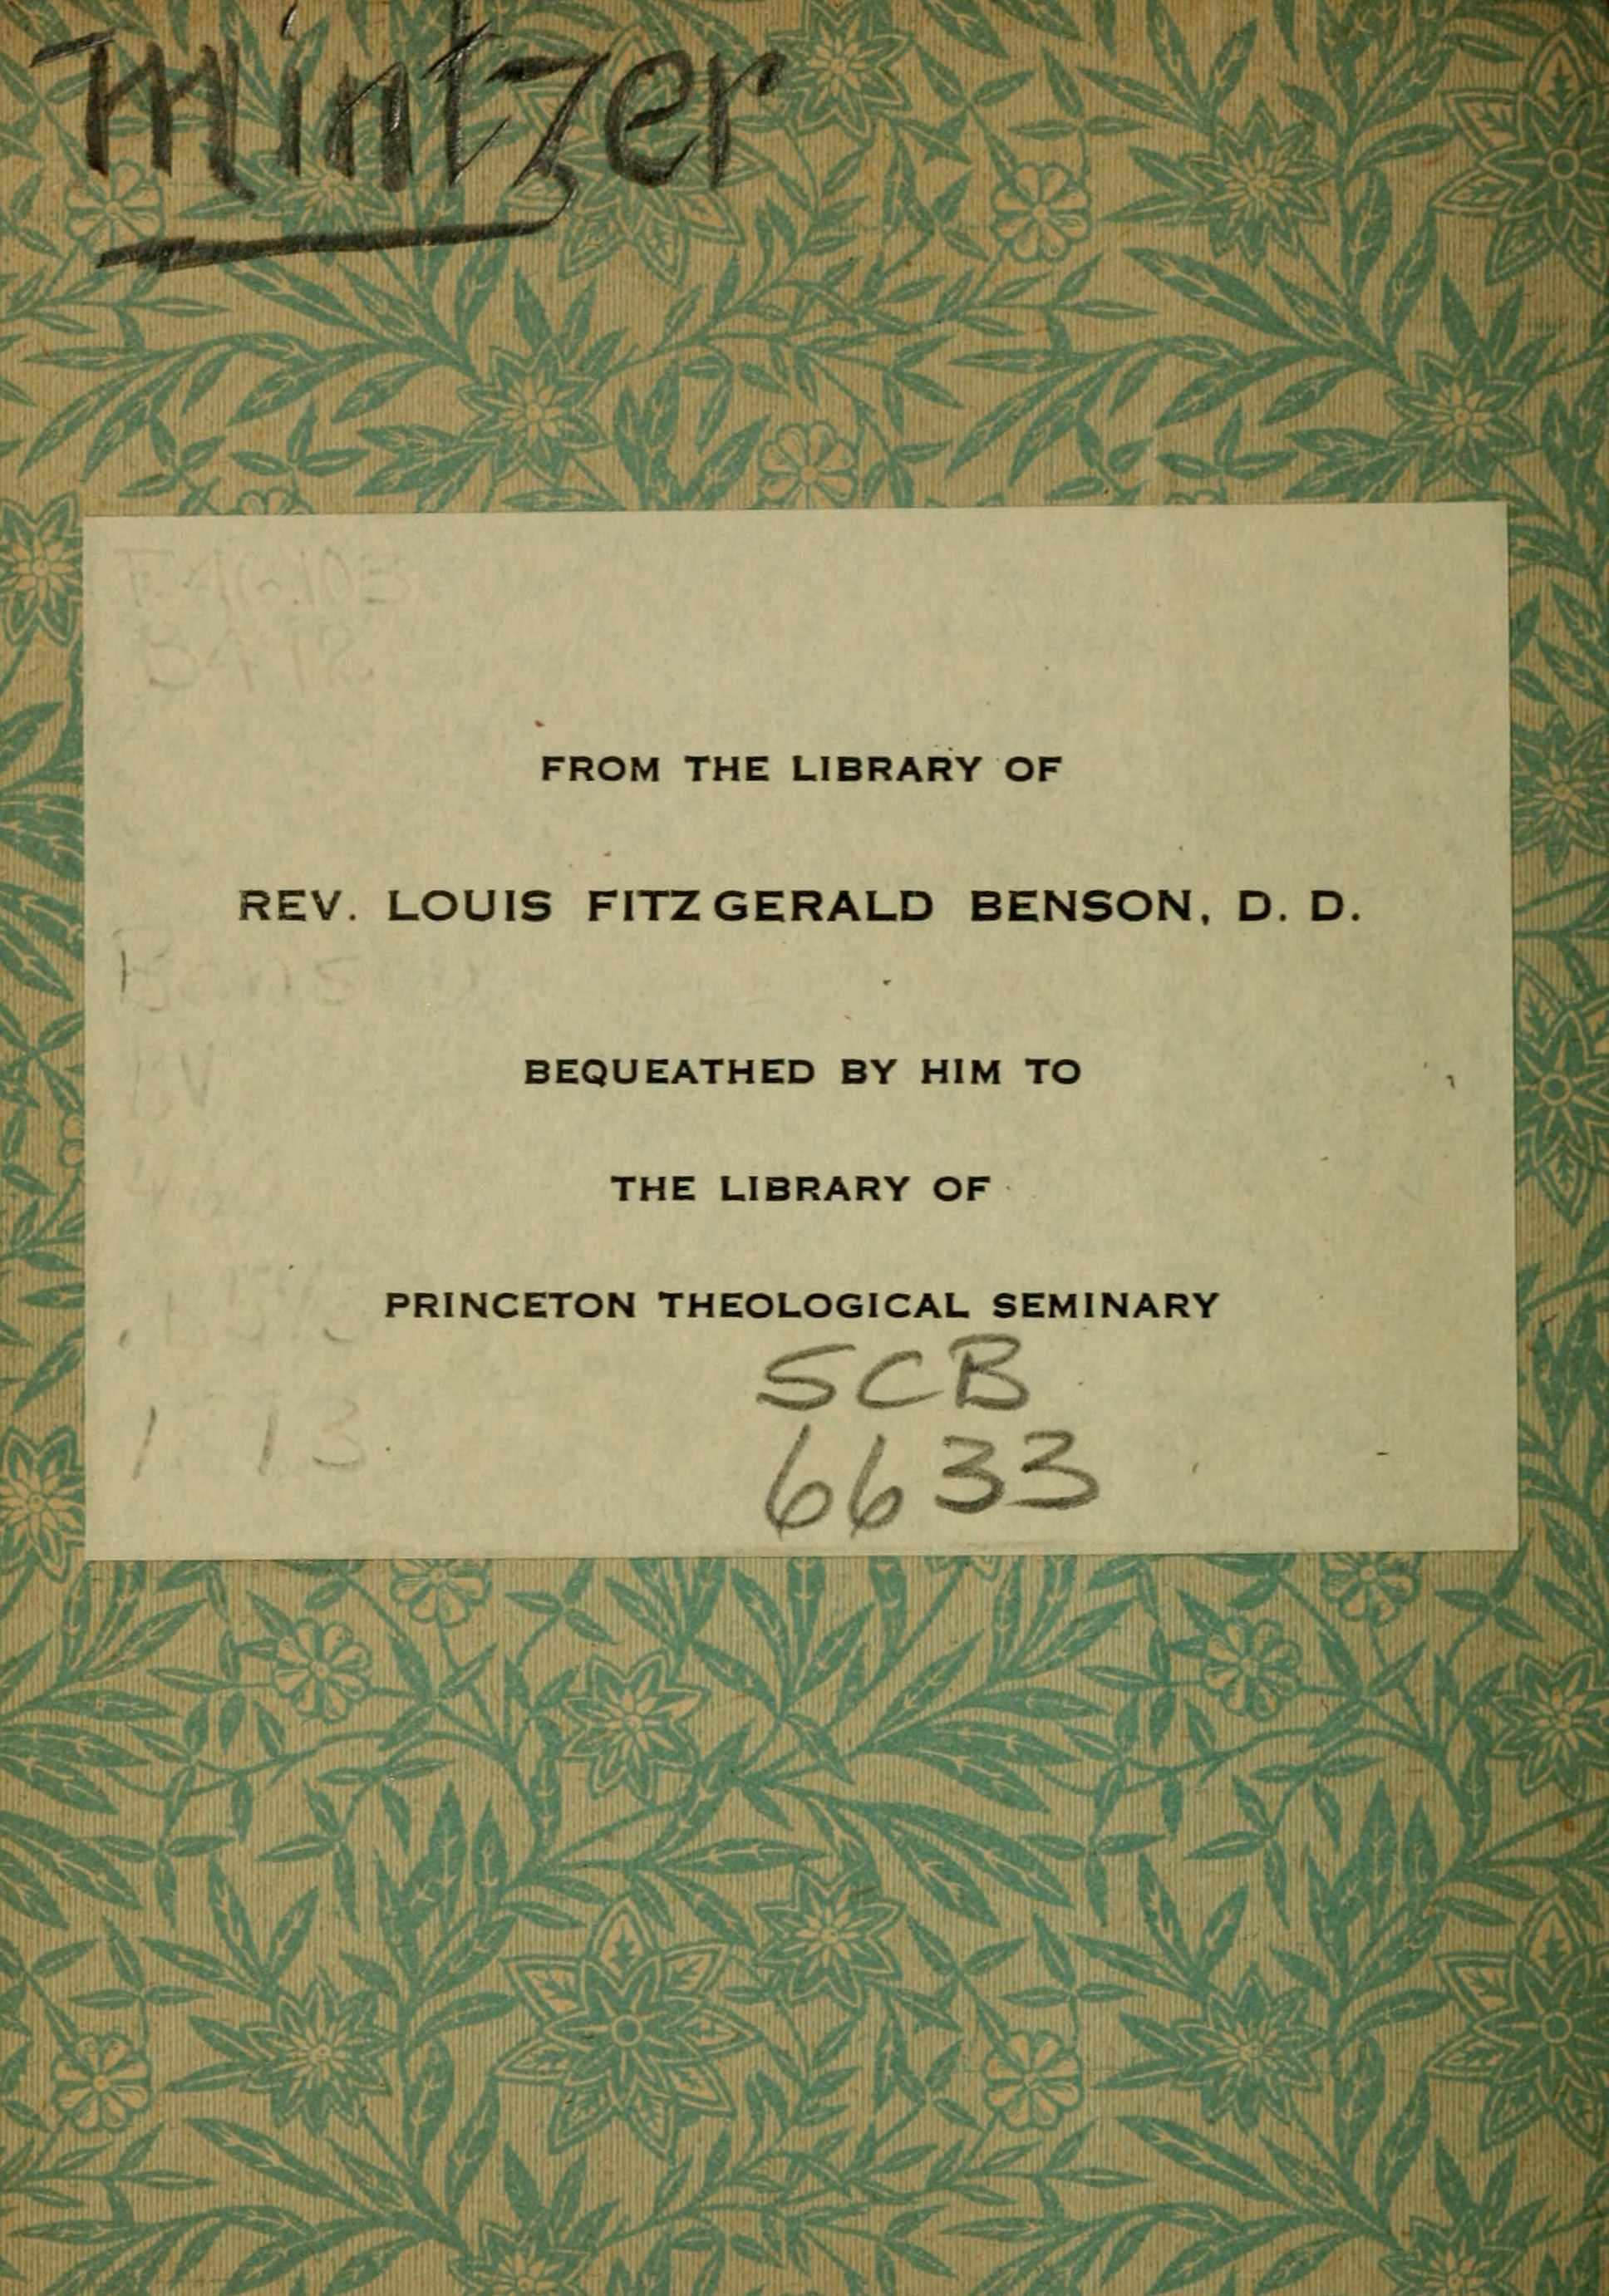 mintzer
FROM THE LIBRARY OF
REV. LOUIS FITZGERALD BENSON, D. D.
BEQUEATHED BY HIM TO
THE LIBRARY OF
PRINCETON THEOLOGICAL SEMINARY
SCB
6633